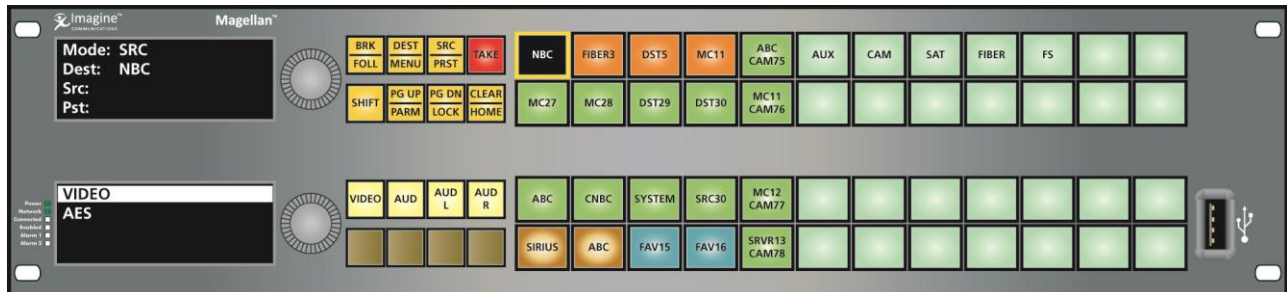 Imagine™ Magellan™
COMMUNICATIONS
Mode: SRC
Dest: NBC
Src:
Pst:
BRK DEST SRC TAKE
FOLL MENU PRST
SHIFT PG UP PG DN CLEAR
PARM LOCK HOME
NBC FIBER3 DST5 MC11 ABC CAM75 AUX CAM SAT FIBER FS
MC27 MC28 DST29 DST30 MC11 CAM76
VIDEO
AES
Power
Network
Connected
Enabled
Alarm 1
Alarm 2
VIDEO AUD AUD L AUD R
ABC CNBC SYSTEM SRC30 MC12 CAM77
SIRIUS ABC FAV15 FAV16 SRVR13 CAM78